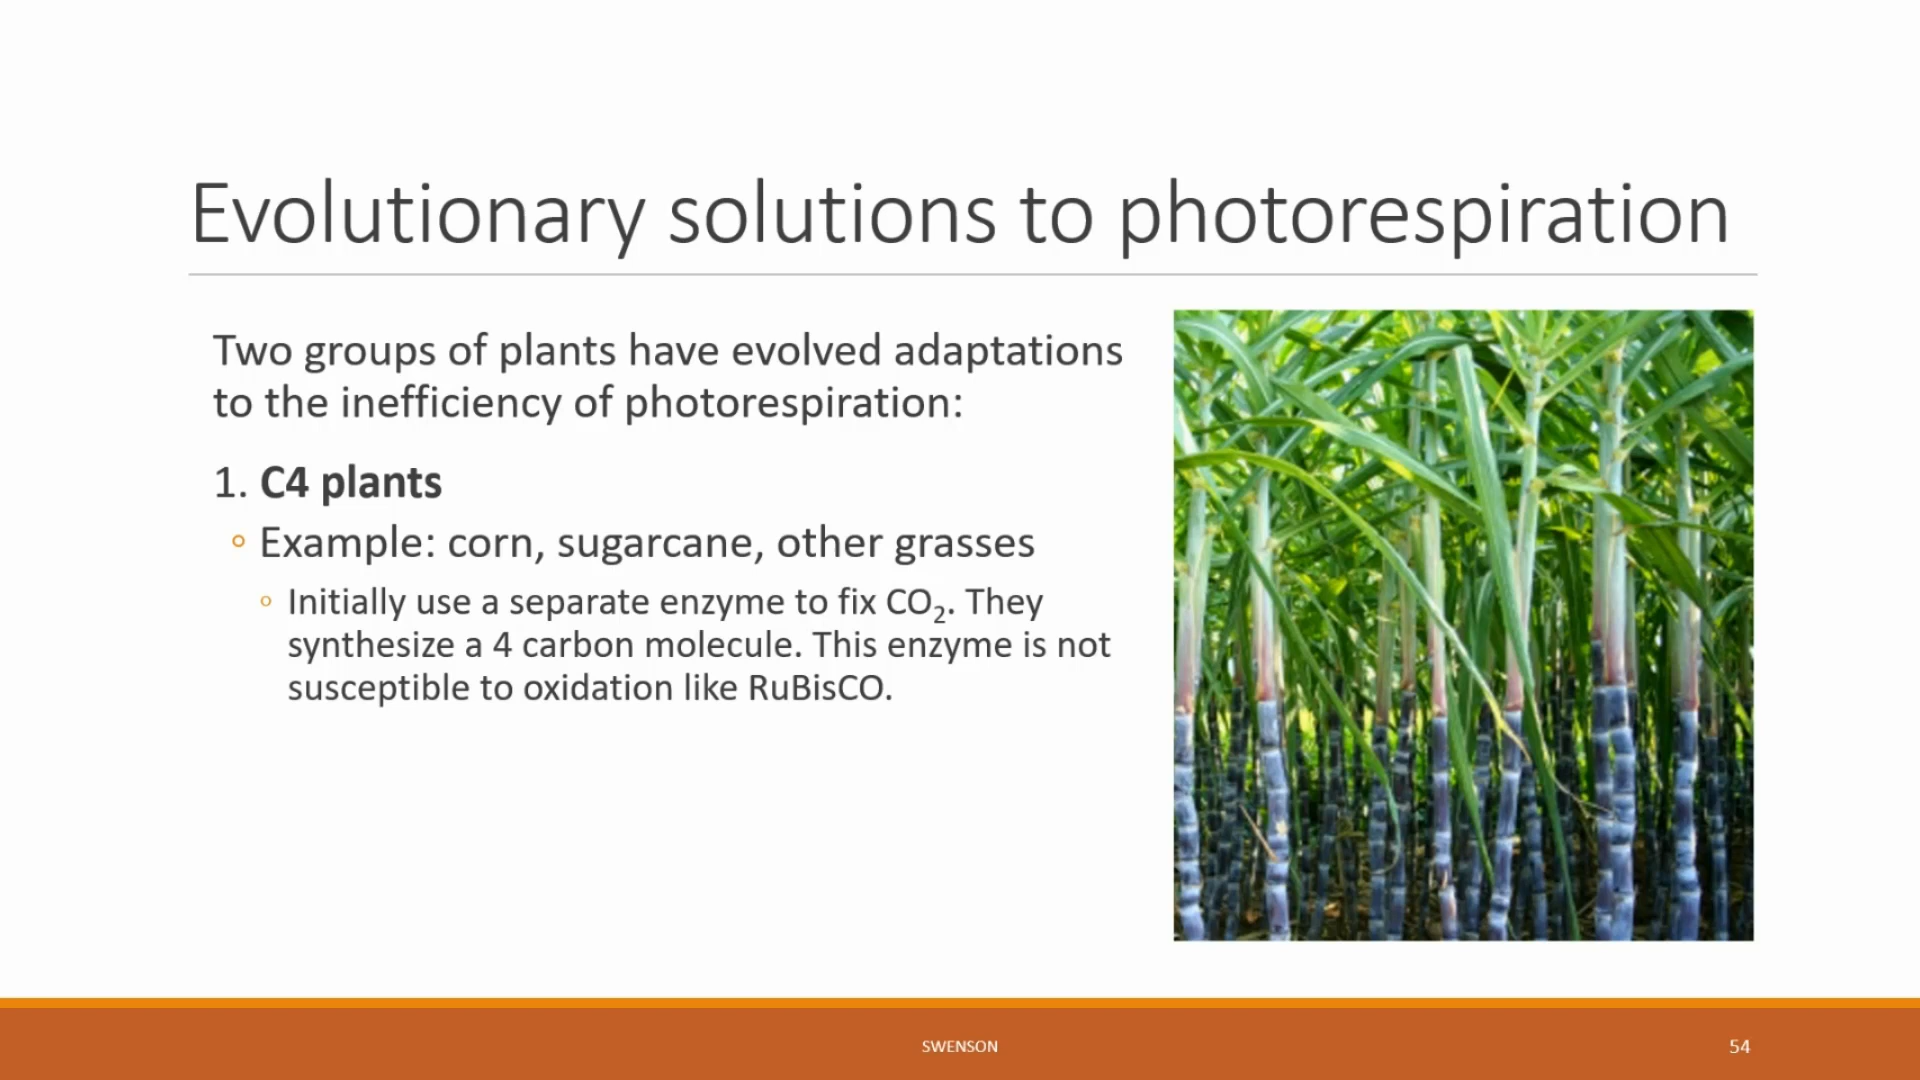 Evolutionary solutions to photorespiration
Two groups of plants have evolved adaptations
to the inefficiency of photorespiration:
1. C4 plants
◦ Example: corn, sugarcane, other grasses
◦ Initially use a separate enzyme to fix CO₂. They
synthesize a 4 carbon molecule. This enzyme is not
susceptible to oxidation like RuBisCO.
SWENSON
54